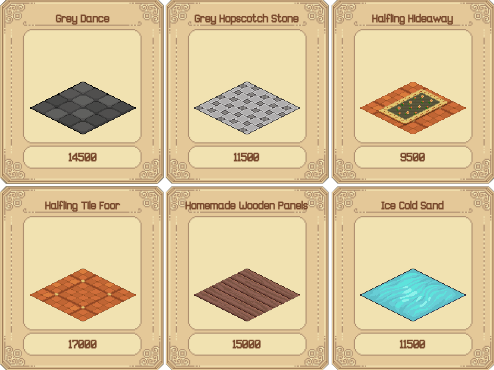 Grey Dance
Grey Hopscotch Stone
Halfling Hideaway
14500
11500
9500
Halfling Tile Foor
Homemade Wooden Panels
Ice Cold Sand
17000
15000
11500